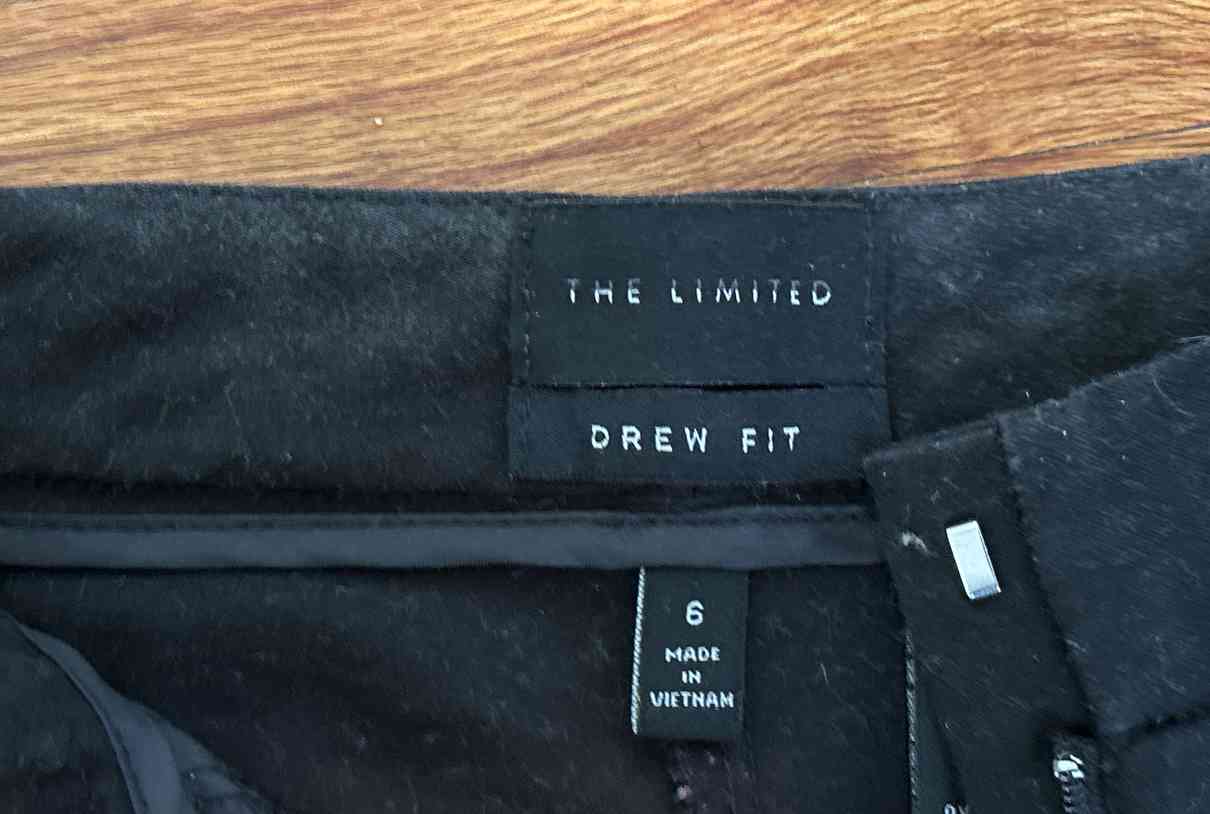 THE LIMITED
DREW FIT
6
MADE
IN
VIETNAM